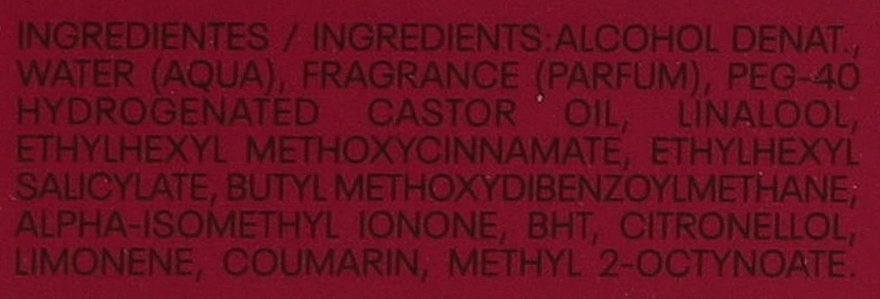 INGREDIENTES / INGREDIENTS:ALCOHOL DENAT.,
WATER (AQUA), FRAGRANCE (PARFUM), PEG-40
HYDROGENATED CASTOR OIL, LINALOOL,
ETHYLHEXYL METHOXYCINNAMATE, ETHYLHEXYL
SALICYLATE, BUTYL METHOXYDIBENZOYLMETHANE,
ALPHA-ISOMETHYL IONONE, BHT, CITRONELLOL,
LIMONENE, COUMARIN, METHYL 2-OCTYNOATE.